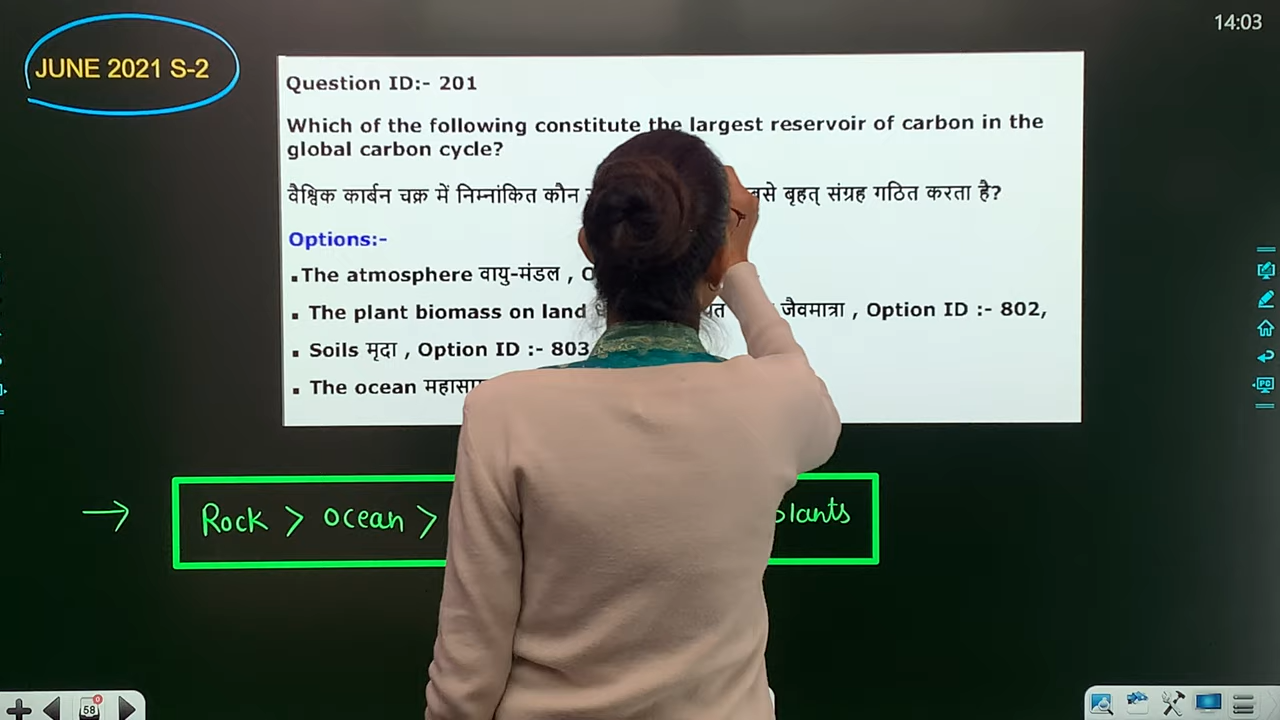 14:03
JUNE 2021 S-2
Question ID:- 201
Which of the following constitute the largest reservoir of carbon in the
global carbon cycle?
वैश्विक कार्बन चक्र में निम्नांकित कौन बृहत् संग्रह गठित करता है?
Options:-
▪The atmosphere वायु-मंडल ,
▪ The plant biomass on land जैवमात्रा , Option ID :- 802,
▪ Soils मृदा , Option ID :- 803
▪ The ocean
→ Rock > ocean > plants
58